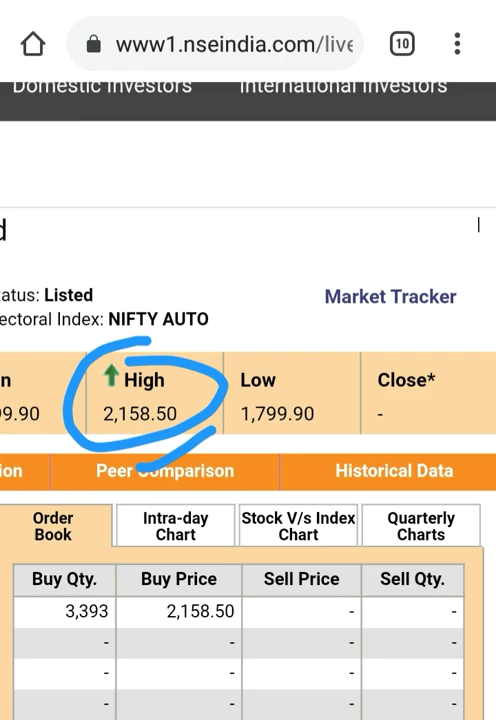 www1.nseindia.com/live
10
Domestic Investors International Investors
d
atus: Listed
Market Tracker
ectoral Index: NIFTY AUTO
n High Low Close*
99.90 2,158.50 1,799.90 -
ion Peer Comparison Historical Data
Order Book
Intra-day Chart
Stock V/s Index Chart
Quarterly Charts
Buy Qty. Buy Price Sell Price Sell Qty.
3,393 2,158.50 - -
- - - -
- - - -
- - - -